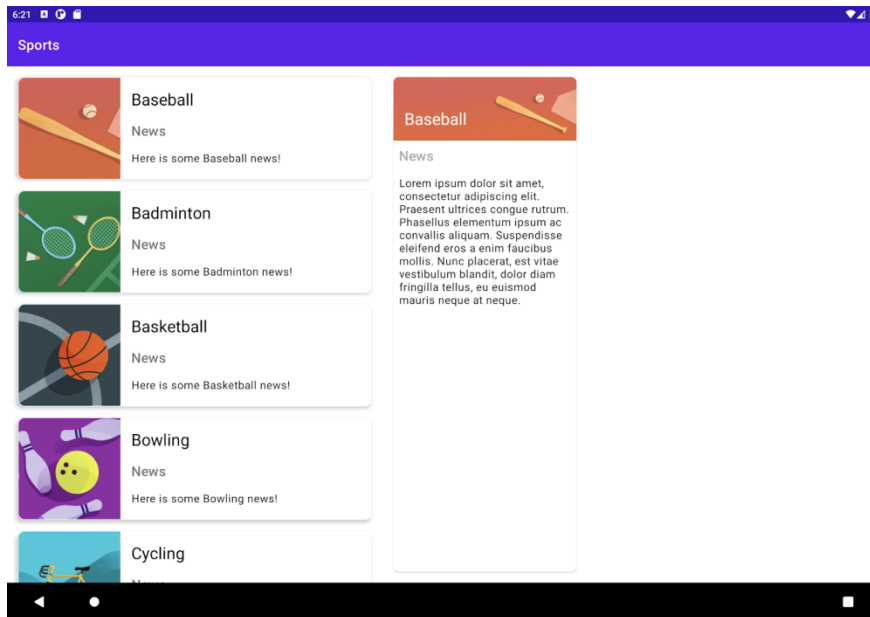 6:21
Sports
Baseball
News
Here is some Baseball news!
Badminton
News
Here is some Badminton news!
Basketball
News
Here is some Basketball news!
Bowling
News
Here is some Bowling news!
Cycling
Baseball
News
Lorem ipsum dolor sit amet,
consectetur adipiscing elit.
Praesent ultrices congue rutrum.
Phasellus elementum ipsum ac
convallis aliquam. Suspendisse
eleifend eros a enim faucibus
mollis. Nunc placerat, est vitae
vestibulum blandit, dolor diam
fringilla tellus, eu euismod
mauris neque at neque.